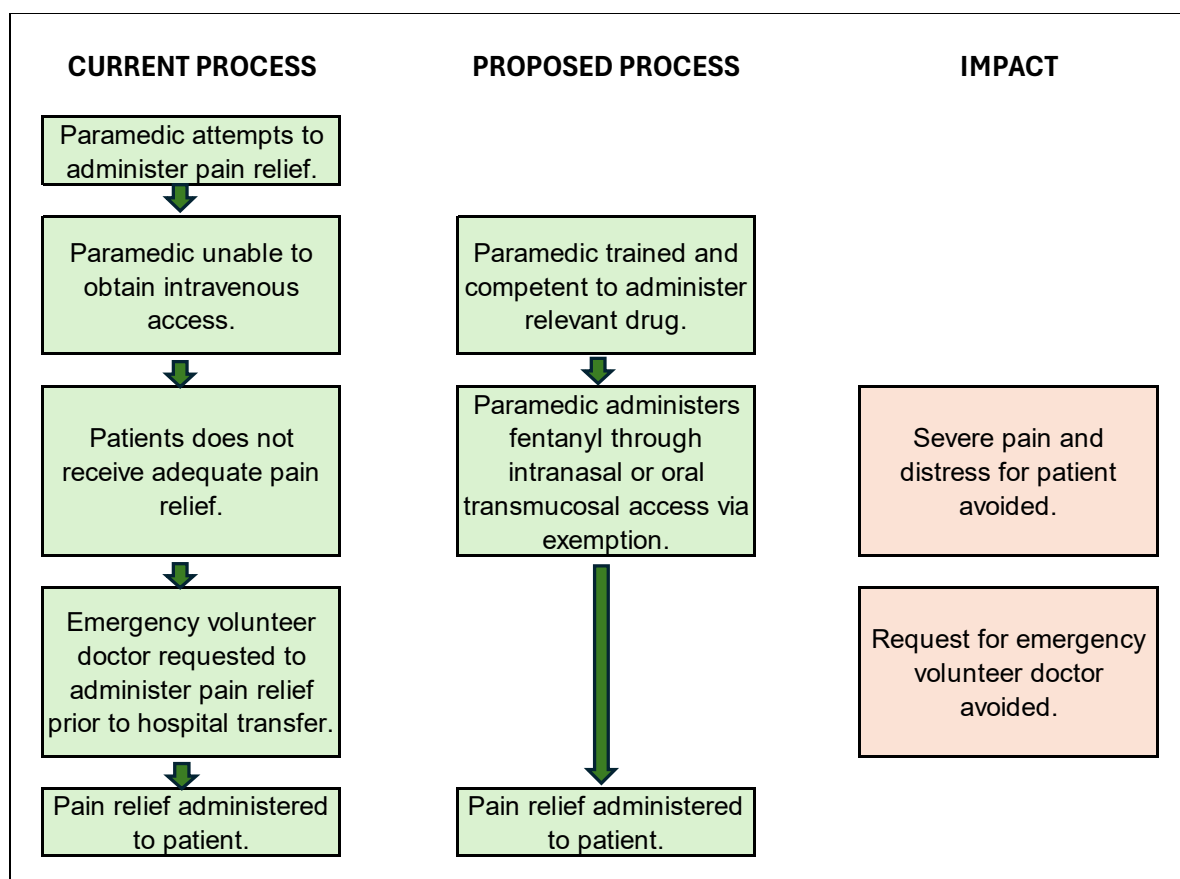 CURRENT PROCESS
Paramedic attempts to
administer pain relief.
Paramedic unable to
obtain intravenous
access.
Patients does not
receive adequate pain
relief.
Emergency volunteer
doctor requested to
administer pain relief
prior to hospital transfer.
Pain relief administered
to patient.
PROPOSED PROCESS
Paramedic trained and
competent to administer
relevant drug.
Paramedic administers
fentanyl through
intranasal or oral
transmucosal access via
exemption.
Pain relief administered
to patient.
IMPACT
Severe pain and
distress for patient
avoided.
Request for emergency
volunteer doctor
avoided.